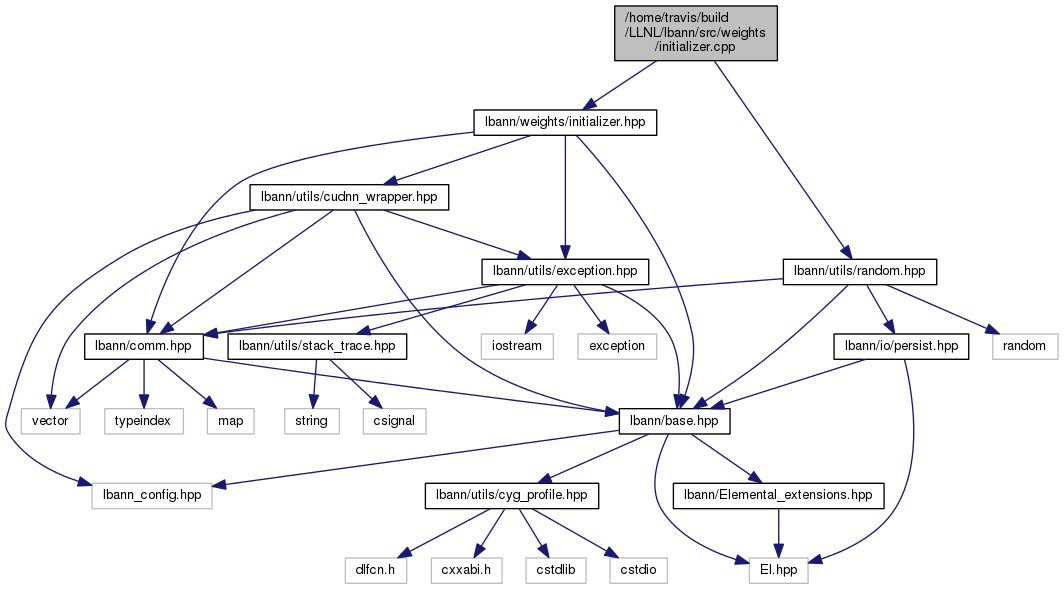 /home/travis/build
/LLNL/lbann/src/weights
/initializer.cpp
lbann/weights/initializer.hpp
lbann/utils/cudnn_wrapper.hpp
lbann/utils/exception.hpp
lbann/utils/random.hpp
lbann/comm.hpp
lbann/utils/stack_trace.hpp
iostream
exception
lbann/io/persist.hpp
random
vector
typeindex
map
string
csignal
lbann/base.hpp
lbann_config.hpp
lbann/utils/cyg_profile.hpp
lbann/Elemental_extensions.hpp
dlfcn.h
cxxabi.h
cstdlib
cstdio
El.hpp